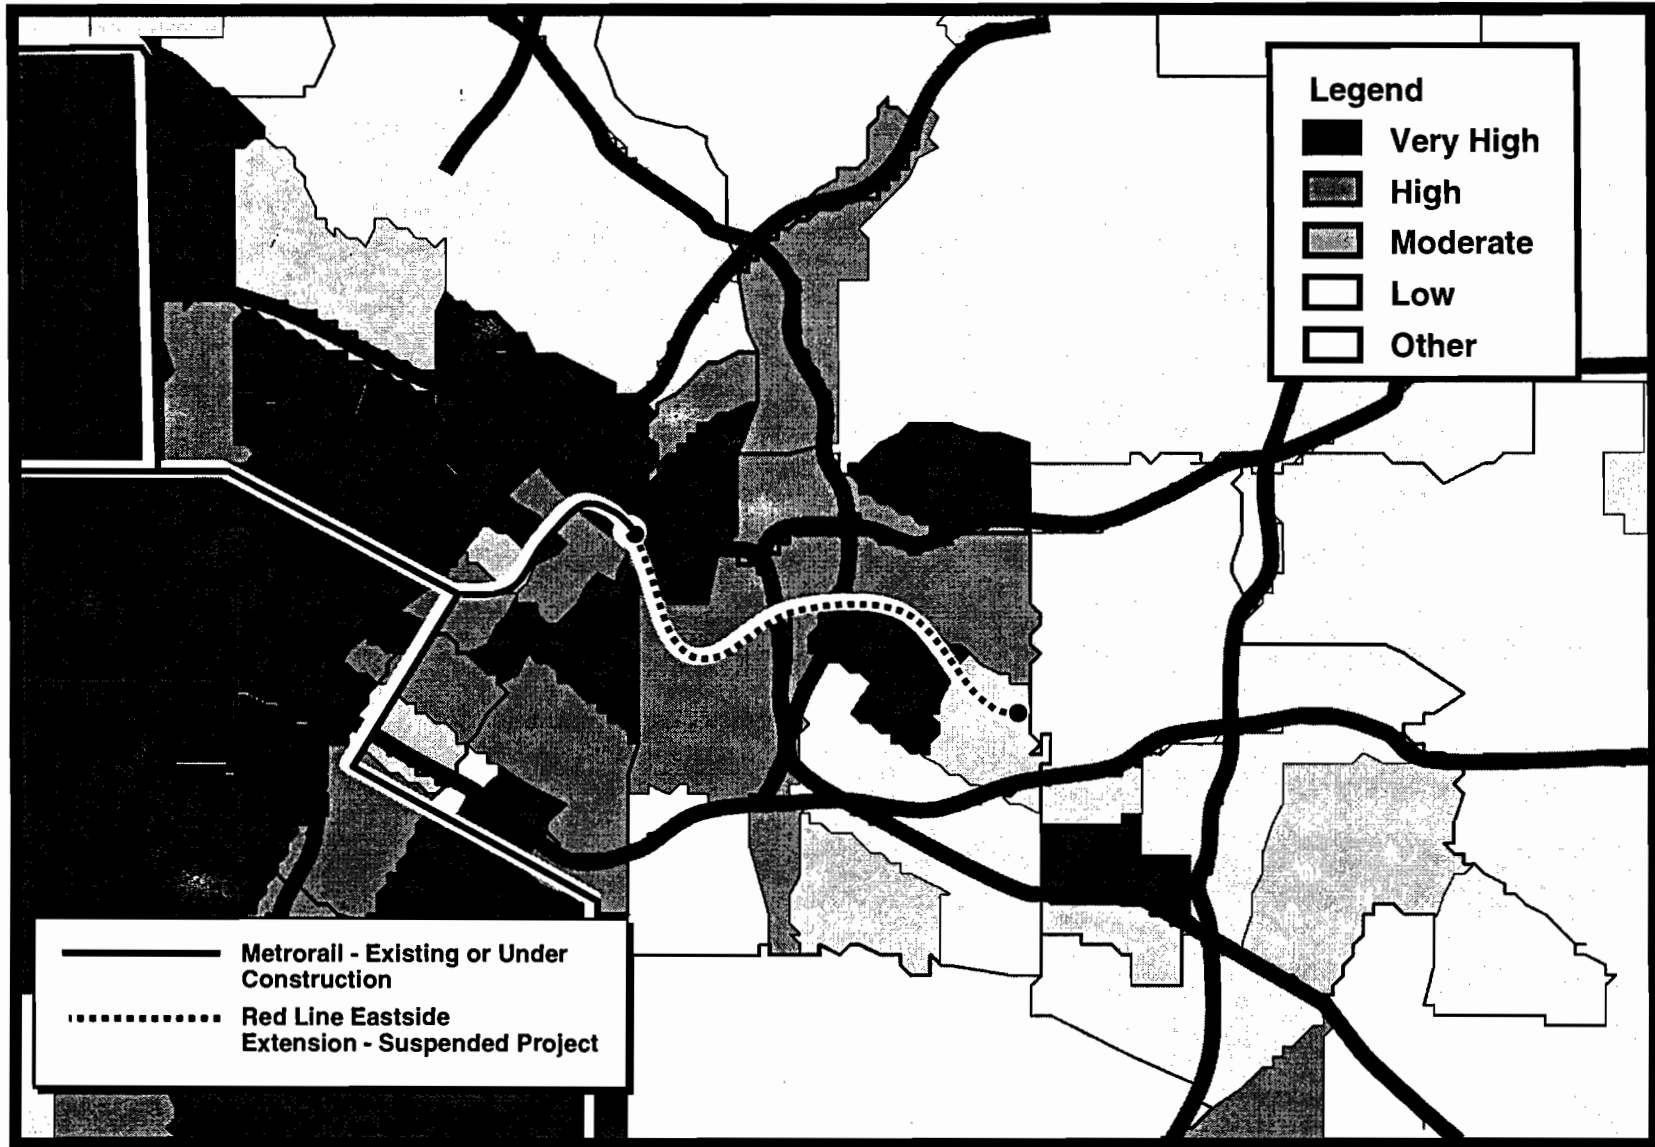 Legend
Very High
High
Moderate
Low
Other
Metrorail - Existing or Under
Construction
Red Line Eastside
Extension - Suspended Project